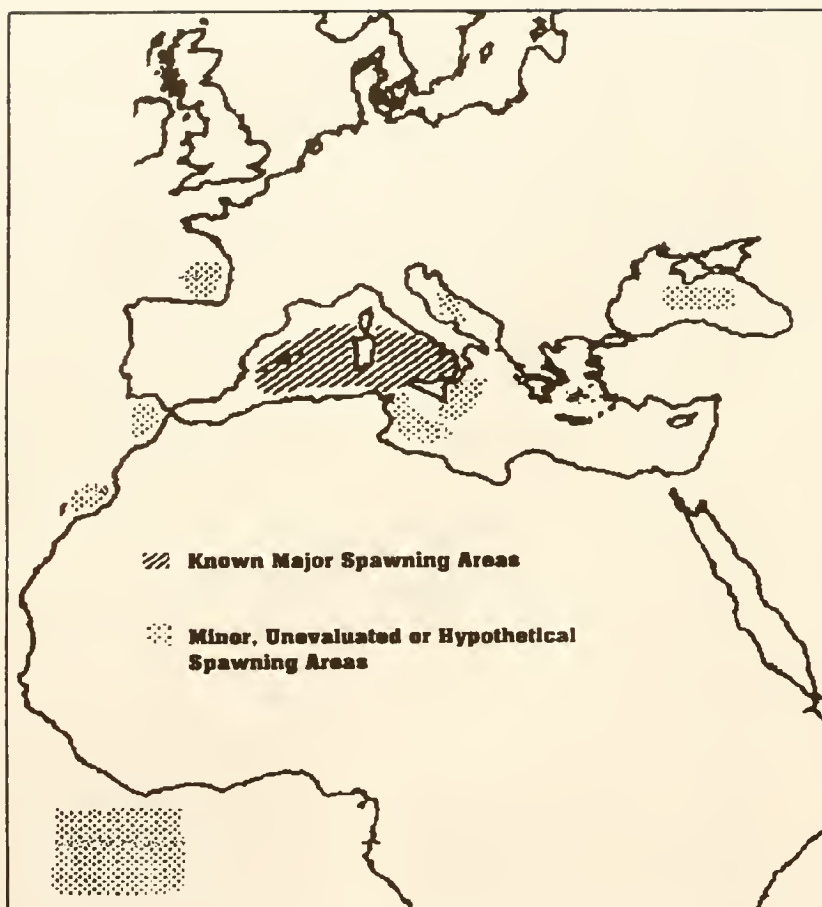 Known Major Spawning Areas
Minor, Unevaluated or Hypothetical
Spawning Areas